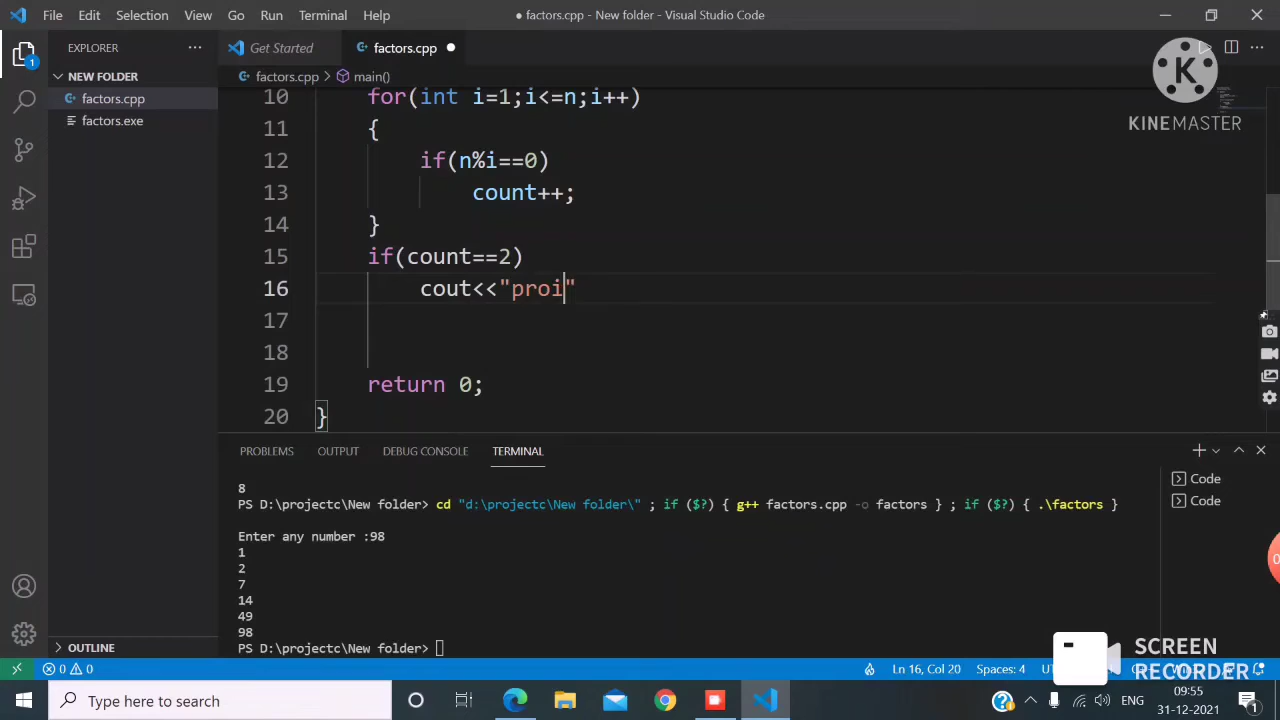 File Edit Selection View Go Run Terminal Help
● factors.cpp - New folder - Visual Studio Code
EXPLORER
Get Started
factors.cpp
NEW FOLDER
factors.cpp > main()
factors.cpp
factors.exe
1
K
KINEMASTER
10 for(int i=1;i<=n;i++)
11 {
12 if(n%i==0)
13 count++;
14 }
15 if(count==2)
16 cout<<"proi"
17
18
19 return 0;
20 }
PROBLEMS OUTPUT DEBUG CONSOLE TERMINAL
8
PS D:\projectc\New folder> cd "d:\projectc\New folder\" ; if ($?) { g++ factors.cpp -o factors } ; if ($?) { .\factors }
Enter any number :98
1
2
7
14
49
98
PS D:\projectc\New folder>
Code
Code
OUTLINE
SCREEN
RECORDER
0 0
Ln 16, Col 20 Spaces: 4
Type here to search
ENG
09:55
31-12-2021
1